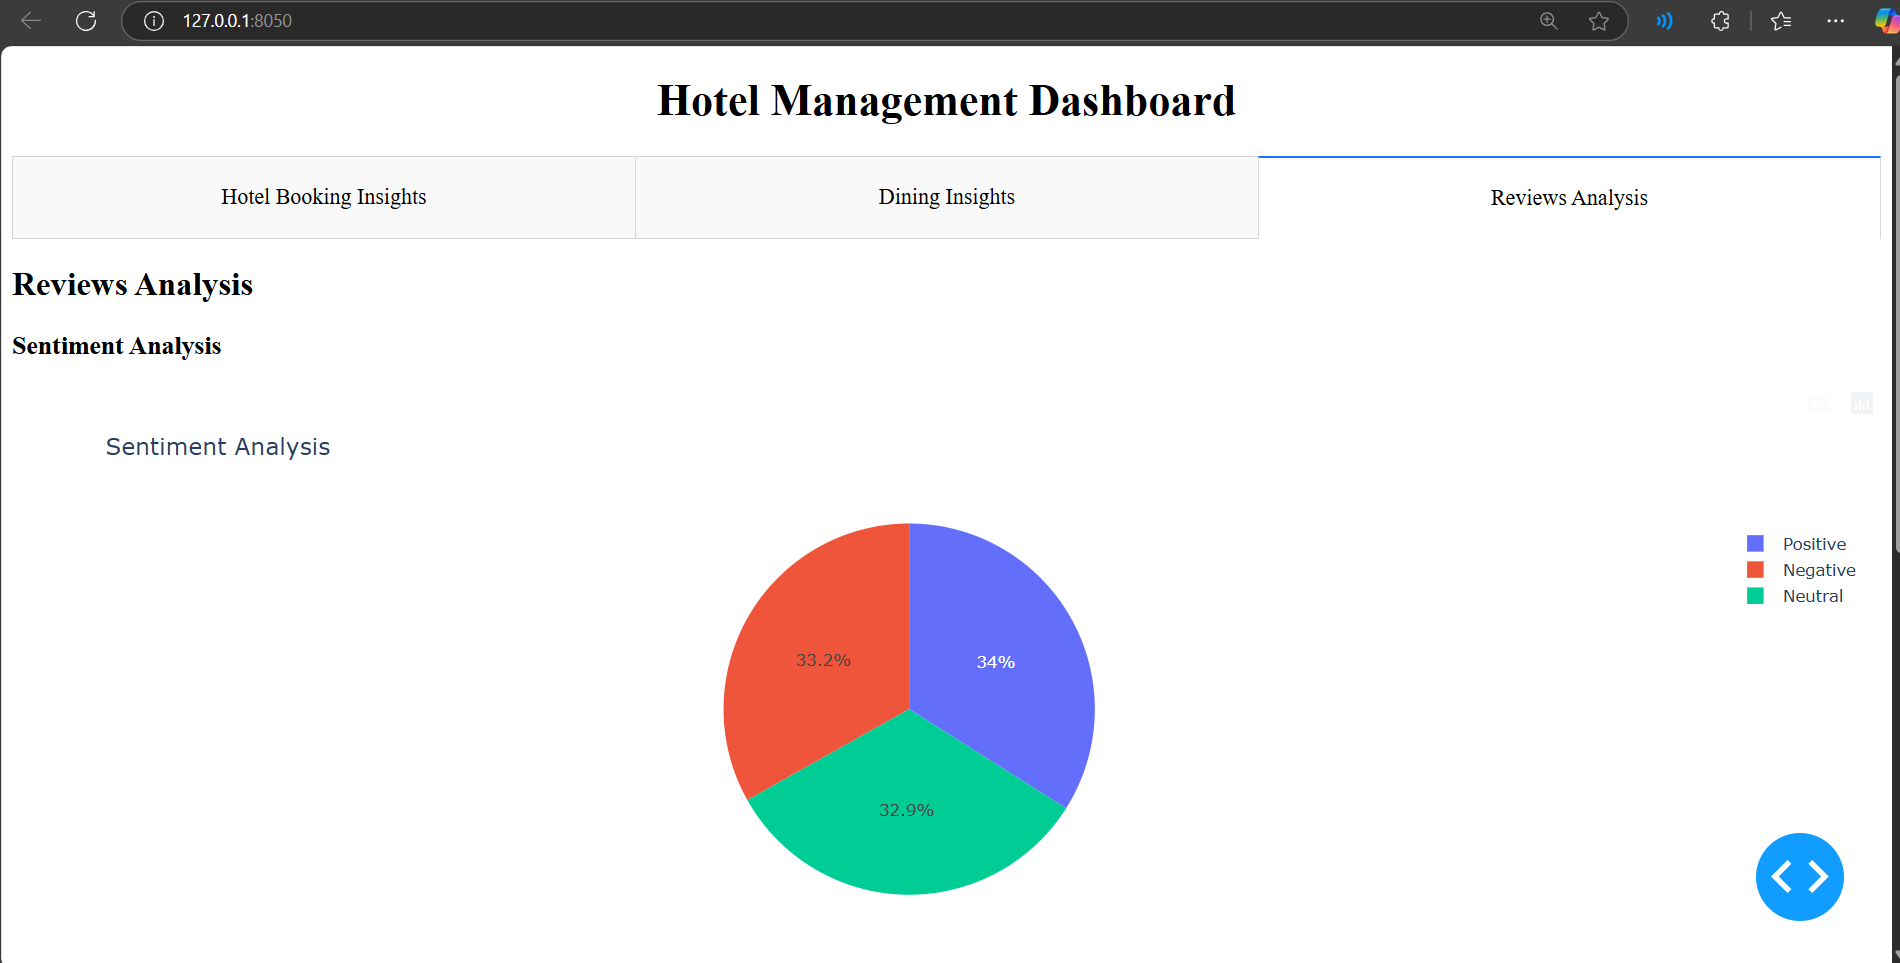 127.0.0.1:8050
Hotel Management Dashboard
Hotel Booking Insights
Dining Insights
Reviews Analysis
Reviews Analysis
Sentiment Analysis
Sentiment Analysis
Positive
Negative
Neutral
33.2%
34%
32.9%